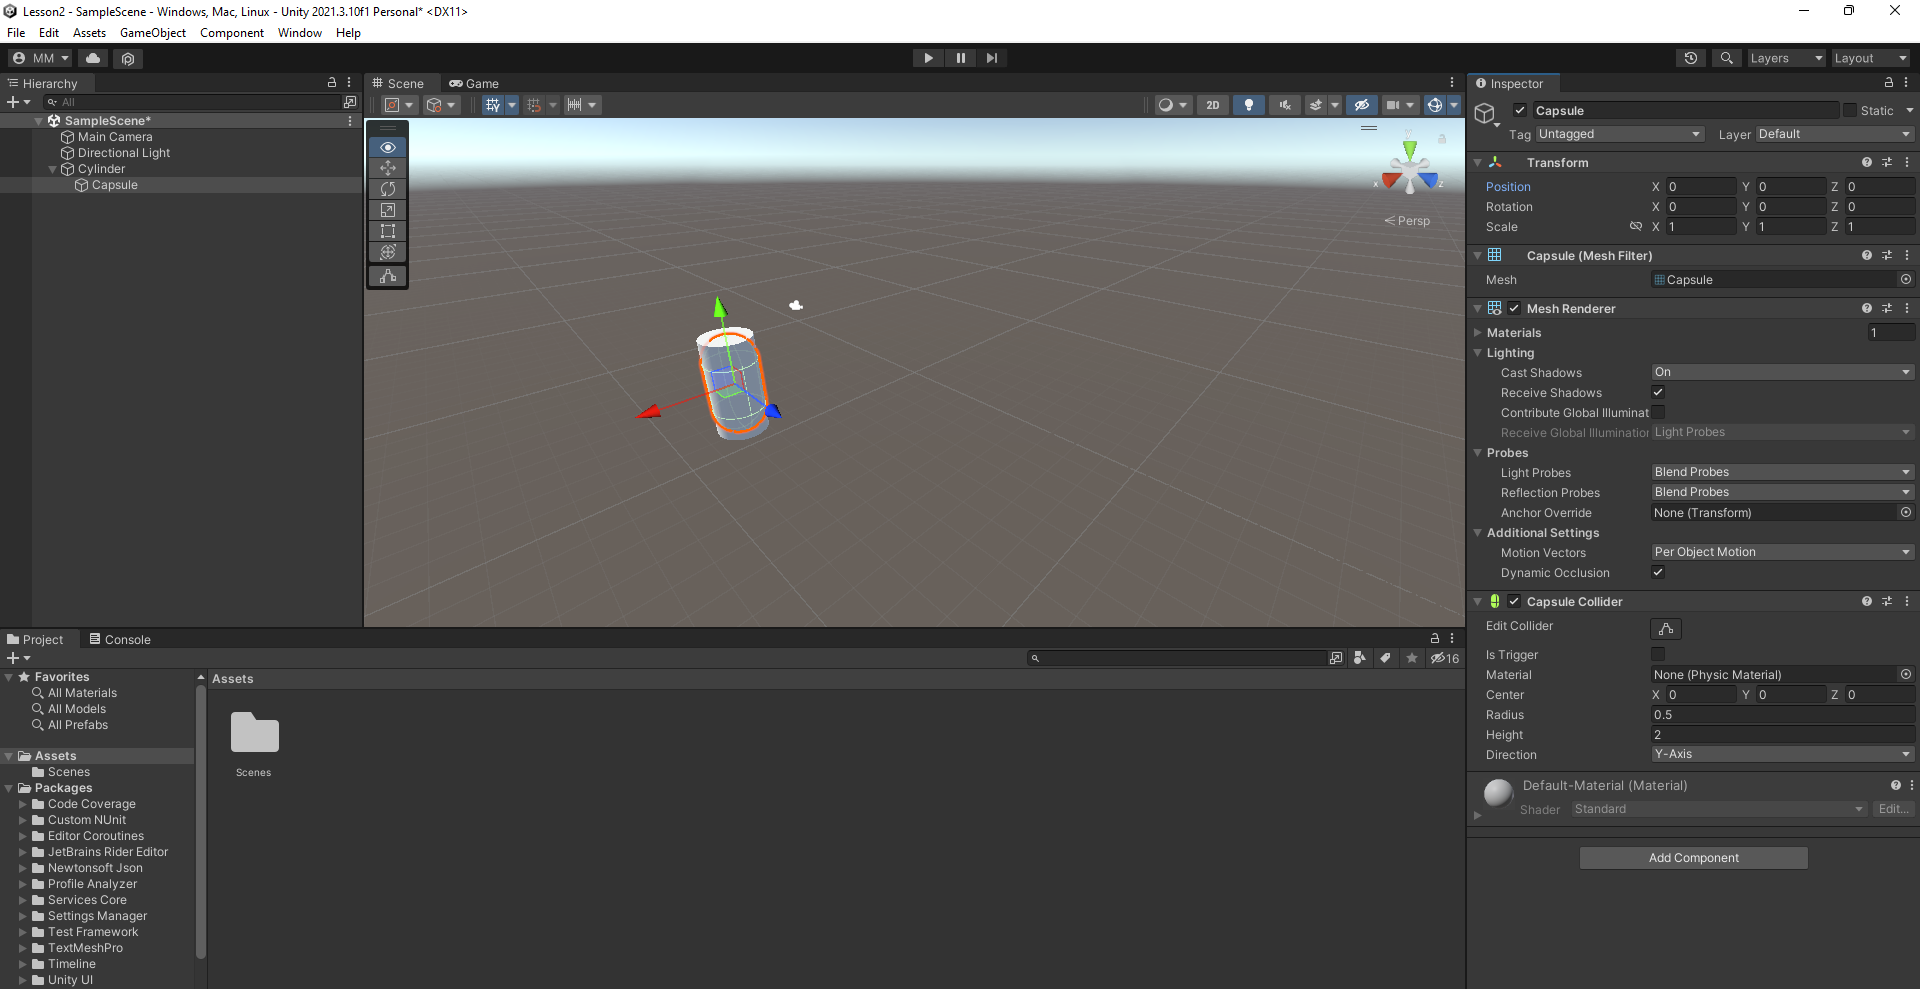 Lesson2 - SampleScene - Windows, Mac, Linux - Unity 2021.3.10f1 Personal* <DX11>
File Edit Assets GameObject Component Window Help
MM Layers Layout
Hierarchy
All
SampleScene*
Main Camera
Directional Light
Cylinder
Capsule
Scene Game
2D
y
x z
Persp
Inspector
Capsule Static
Tag Untagged Layer Default
Transform
Position X 0 Y 0 Z 0
Rotation X 0 Y 0 Z 0
Scale X 1 Y 1 Z 1
Capsule (Mesh Filter)
Mesh Capsule
Mesh Renderer
Materials 1
Lighting
Cast Shadows On
Receive Shadows
Contribute Global Illuminat
Receive Global Illumination Light Probes
Probes
Light Probes Blend Probes
Reflection Probes Blend Probes
Anchor Override None (Transform)
Additional Settings
Motion Vectors Per Object Motion
Dynamic Occlusion
Capsule Collider
Edit Collider
Is Trigger
Material None (Physic Material)
Center X 0 Y 0 Z 0
Radius 0.5
Height 2
Direction Y-Axis
Default-Material (Material)
Shader Standard Edit...
Add Component
Project Console
16
Favorites
All Materials
All Models
All Prefabs
Assets
Scenes
Packages
Code Coverage
Custom NUnit
Editor Coroutines
JetBrains Rider Editor
Newtonsoft Json
Profile Analyzer
Services Core
Settings Manager
Test Framework
TextMeshPro
Timeline
Unity UI
Assets
Scenes